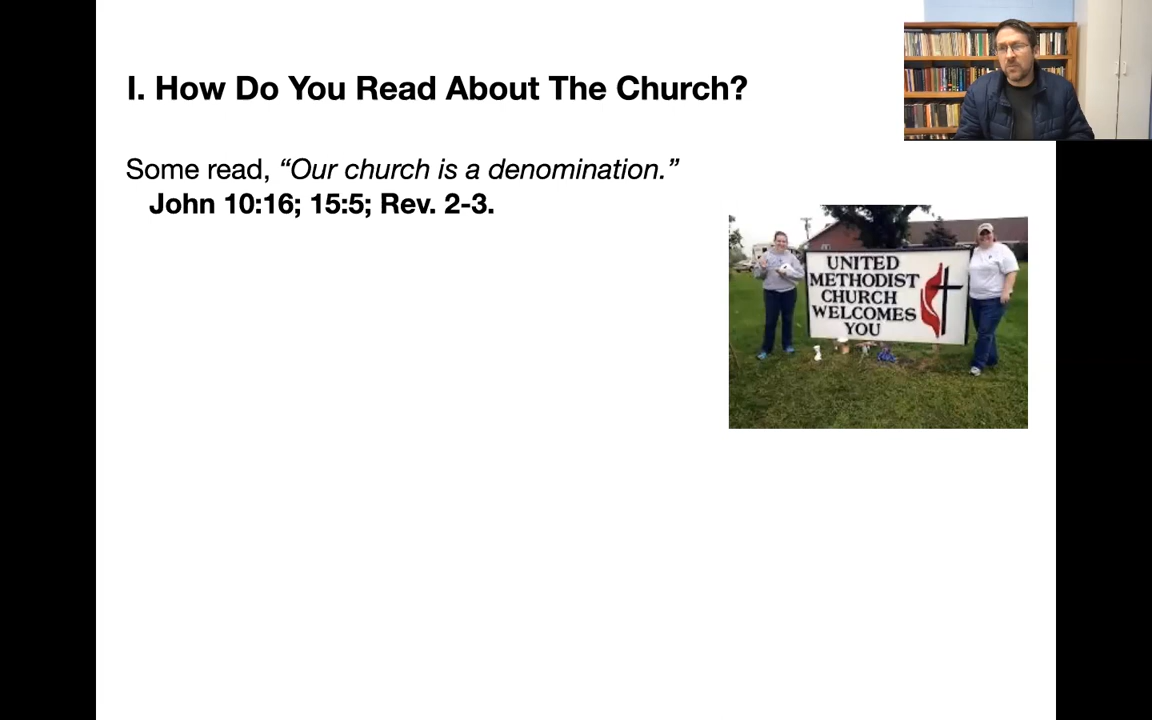 I. How Do You Read About The Church?
Some read, “Our church is a denomination.”
John 10:16; 15:5; Rev. 2-3.
UNITED
METHODIST
CHURCH
WELCOMES
YOU